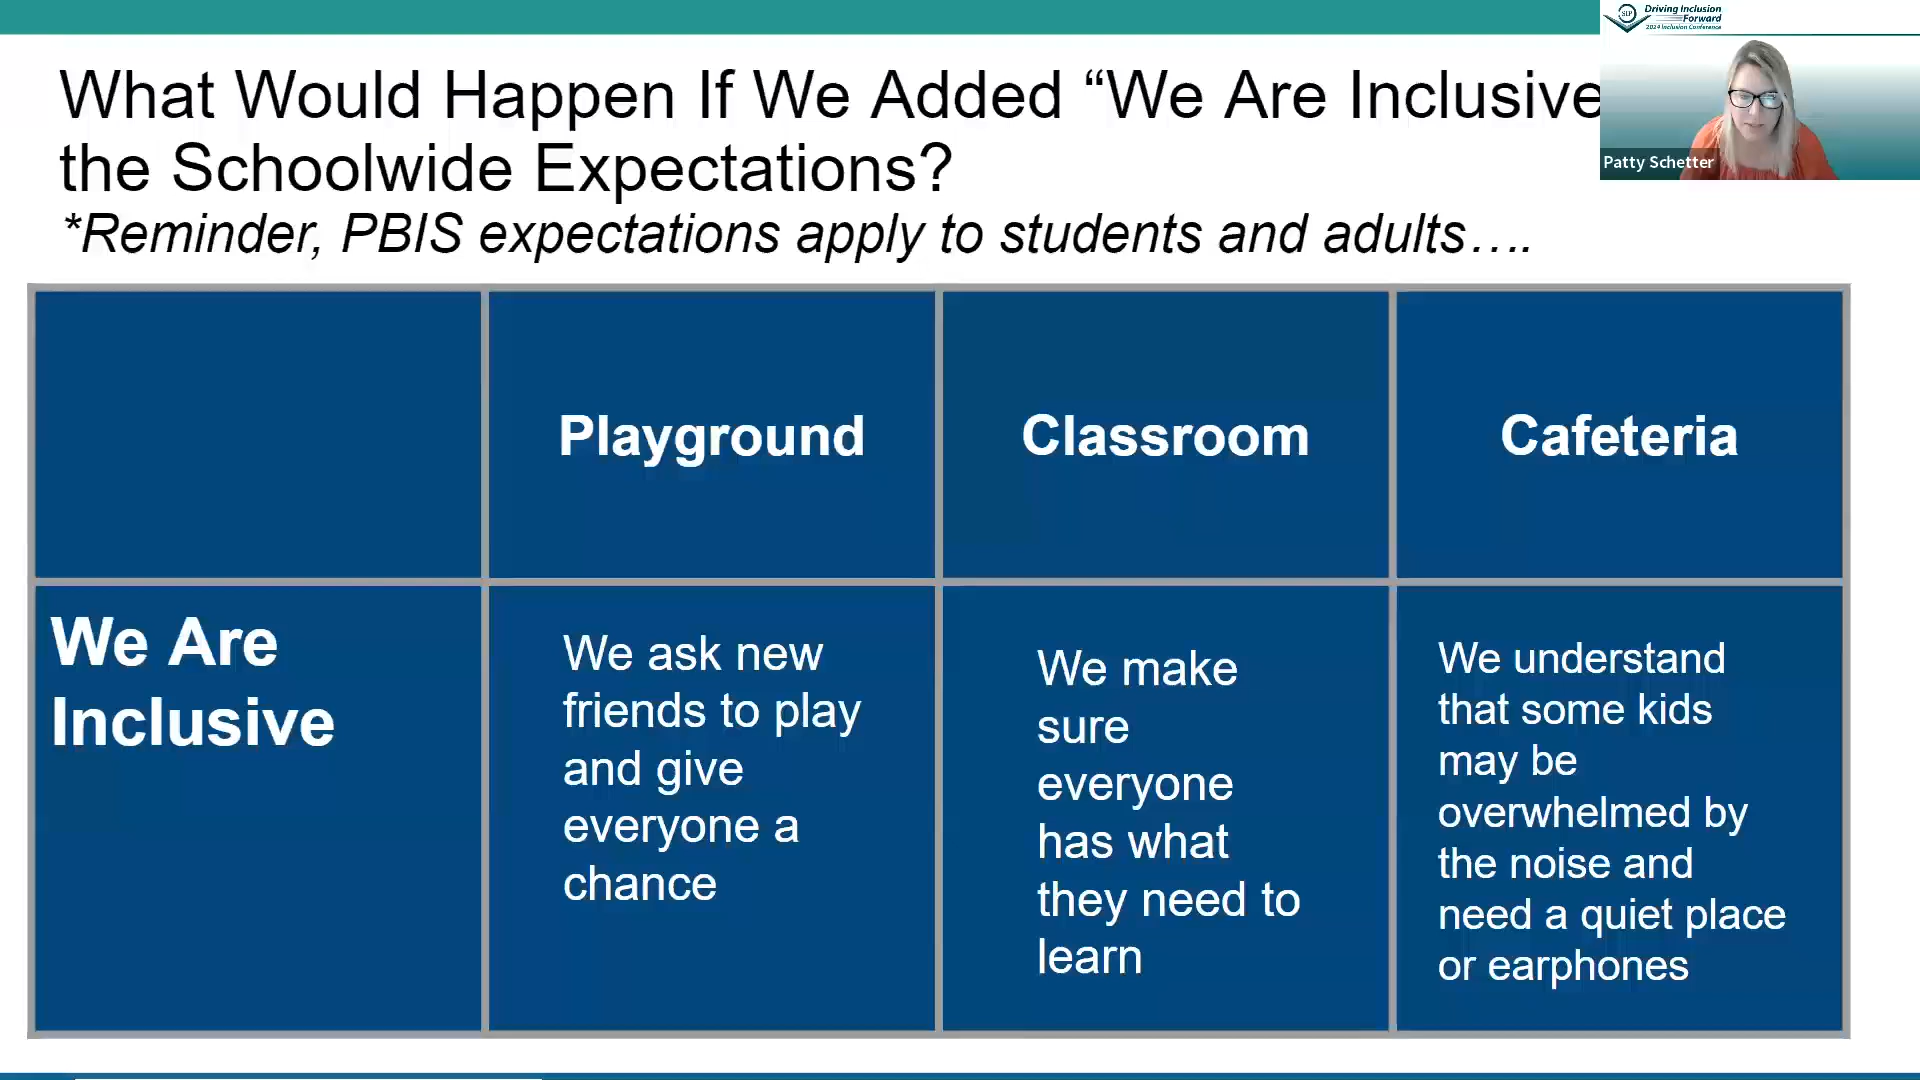 Driving Inclusion
Forward
2024 Inclusion Conference
What Would Happen If We Added “We Are Inclusive
the Schoolwide Expectations?
*Reminder, PBIS expectations apply to students and adults….
Patty Schetter
Playground
Classroom
Cafeteria
We Are
Inclusive
We ask new
friends to play
and give
everyone a
chance
We make
sure
everyone
has what
they need to
learn
We understand
that some kids
may be
overwhelmed by
the noise and
need a quiet place
or earphones